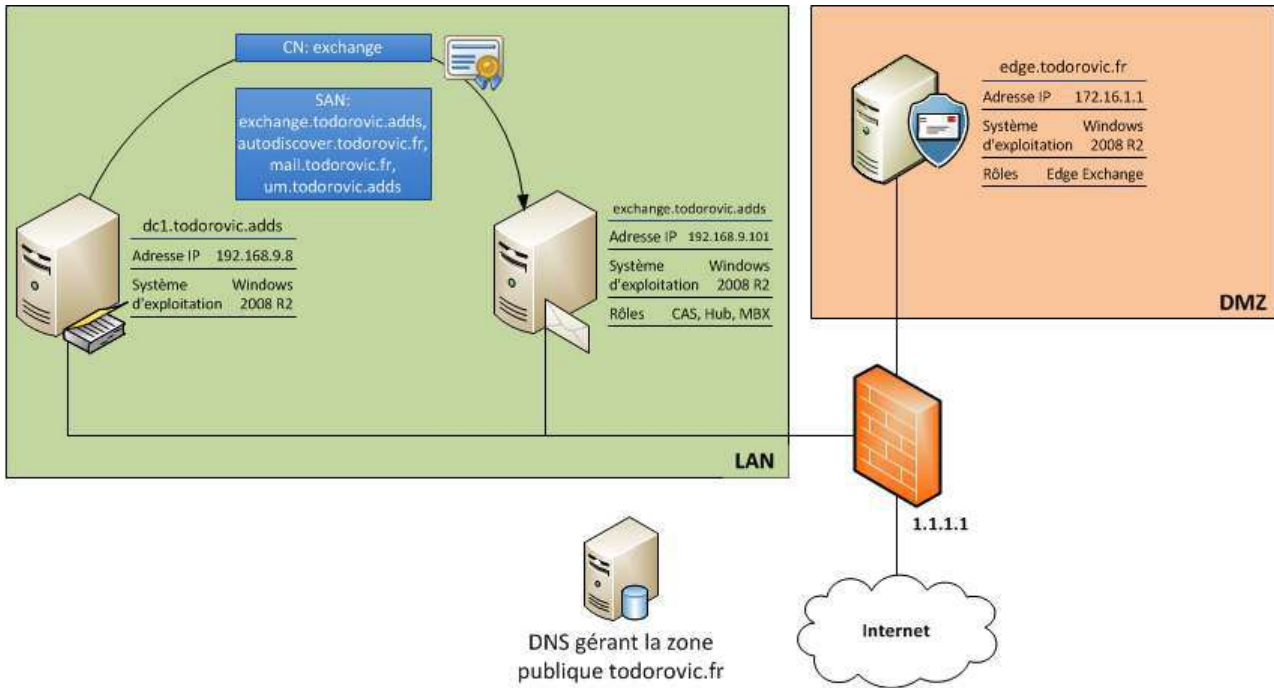 CN: exchange
SAN:
exchange.todorovic.adds,
autodiscover.todorovic.fr,
mail.todorovic.fr,
um.todorovic.adds
dc1.todorovic.adds
Adresse IP 192.168.9.8
Système Windows
d'exploitation 2008 R2
exchange.todorovic.adds
Adresse IP 192.168.9.101
Système Windows
d'exploitation 2008 R2
Rôles CAS, Hub, MBX
LAN
edge.todorovic.fr
Adresse IP 172.16.1.1
Système Windows
d'exploitation 2008 R2
Rôles Edge Exchange
DMZ
1.1.1.1
Internet
DNS gérant la zone
publique todorovic.fr